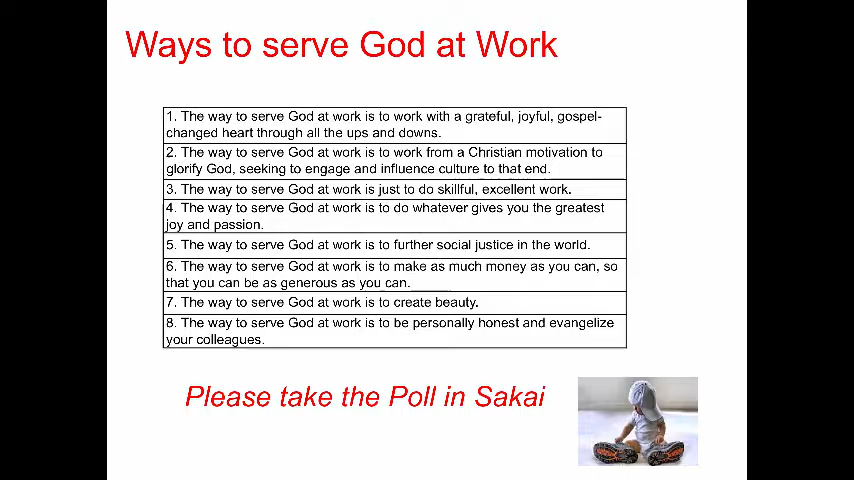 Ways to serve God at Work
1. The way to serve God at work is to work with a grateful, joyful, gospel-
changed heart through all the ups and downs.
2. The way to serve God at work is to work from a Christian motivation to
glorify God, seeking to engage and influence culture to that end.
3. The way to serve God at work is just to do skillful, excellent work.
4. The way to serve God at work is to do whatever gives you the greatest
joy and passion.
5. The way to serve God at work is to further social justice in the world.
6. The way to serve God at work is to make as much money as you can, so
that you can be as generous as you can.
7. The way to serve God at work is to create beauty.
8. The way to serve God at work is to be personally honest and evangelize
your colleagues.
Please take the Poll in Sakai